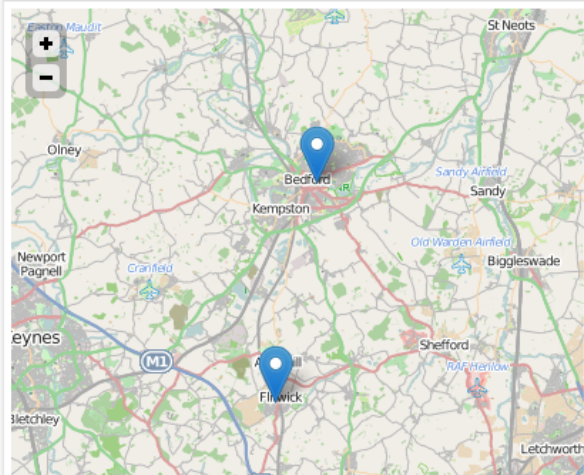 Easton Maudit
St Neots
+
−
Olney
Bedford
R
Sandy Airfield
Sandy
Kempston
Old Warden Airfield
Newport
Pagnell
Cranfield
Biggleswade
eynes
M1
Shefford
RAF Henlow
Flitwick
Bletchley
Letchworth